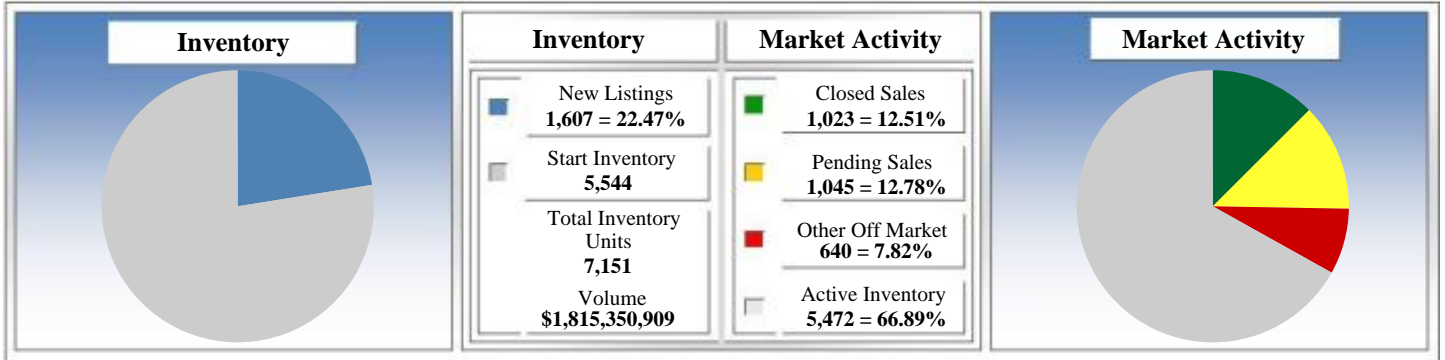 Inventory
Inventory
Market Activity
New Listings
1,607 = 22.47%
Start Inventory
5,544
Total Inventory
Units
7,151
Volume
$1,815,350,909
Closed Sales
1,023 = 12.51%
Pending Sales
1,045 = 12.78%
Other Off Market
640 = 7.82%
Active Inventory
5,472 = 66.89%
Market Activity